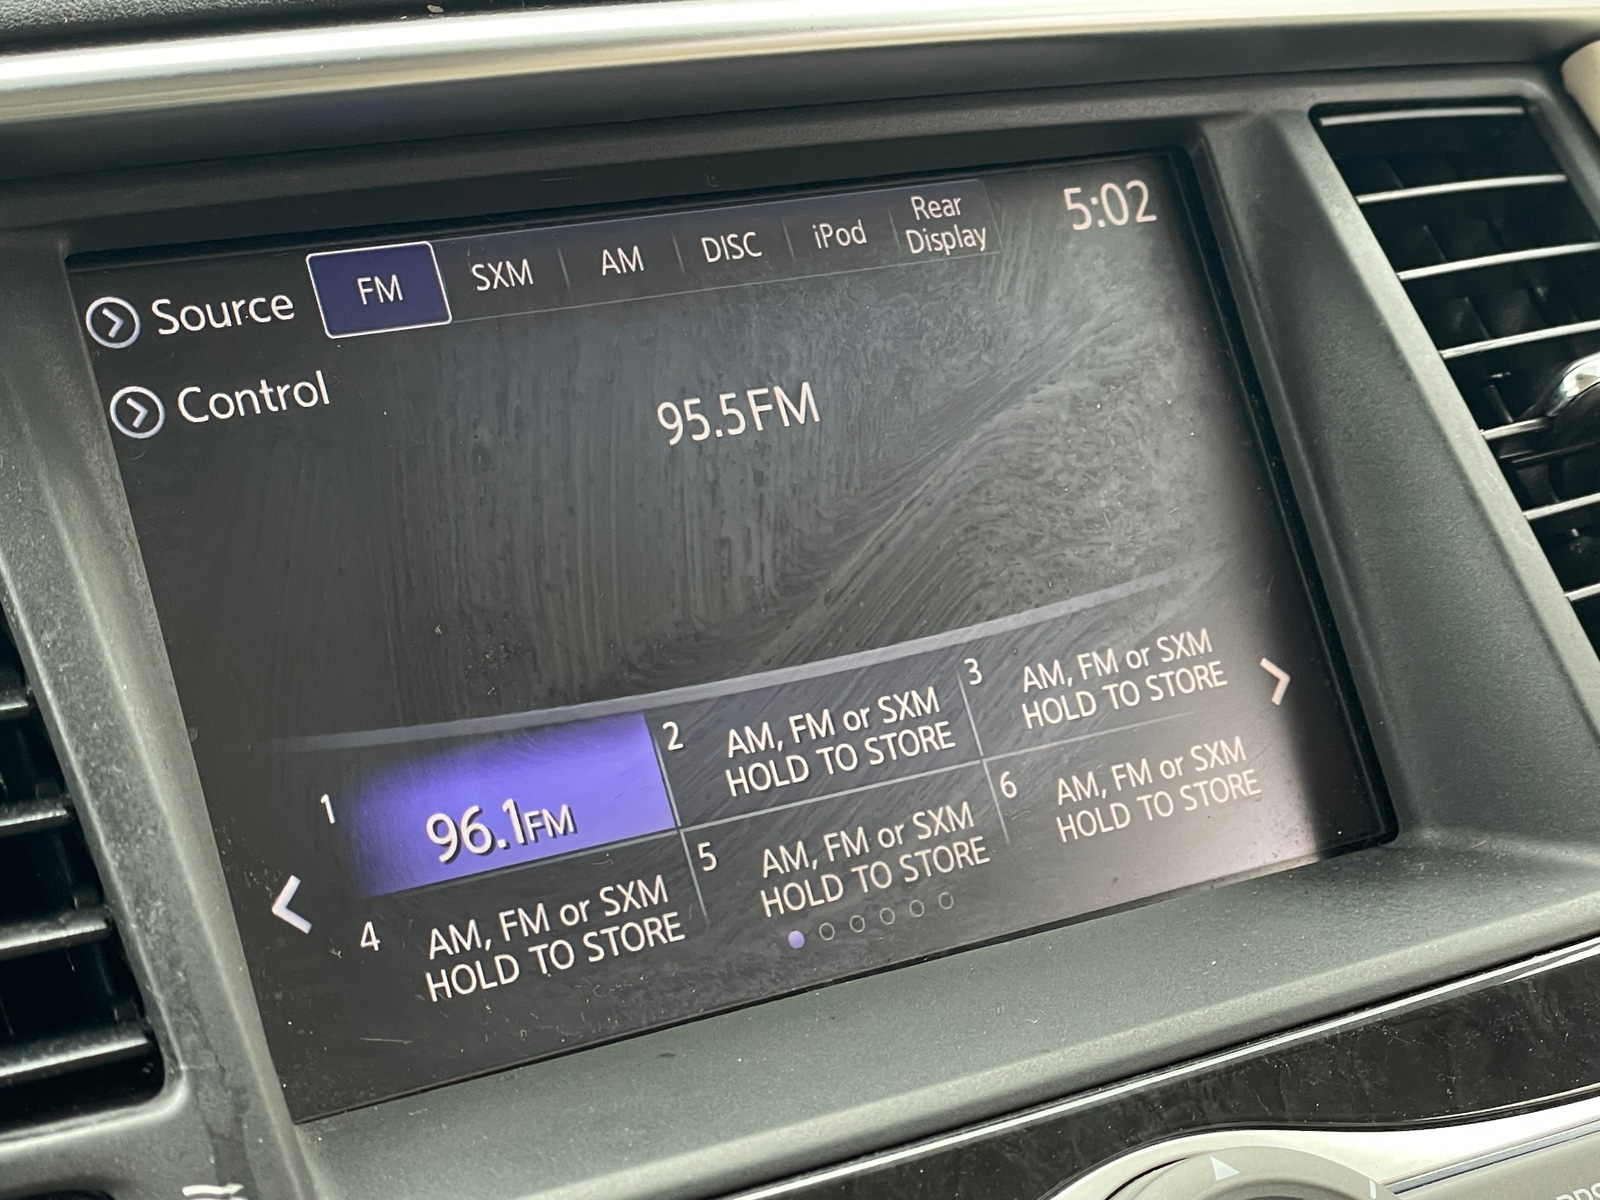 Source
FM
SXM
AM
DISC
iPod
Rear
Display
5:02
Control
95.5FM
1
96.1FM
2
AM, FM or SXM
HOLD TO STORE
3
AM, FM or SXM
HOLD TO STORE
4
AM, FM or SXM
HOLD TO STORE
5
AM, FM or SXM
HOLD TO STORE
6
AM, FM or SXM
HOLD TO STORE